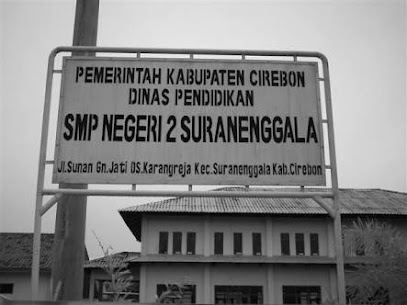 PEMERINTAH KABUPATEN CIREBON
DINAS PENDIDIKAN
SMP NEGERI 2 SURANENGGALA
Jl.Sunan Gn.Jati DS.Karangreja Kec.Suranenggala Kab.Cirebon